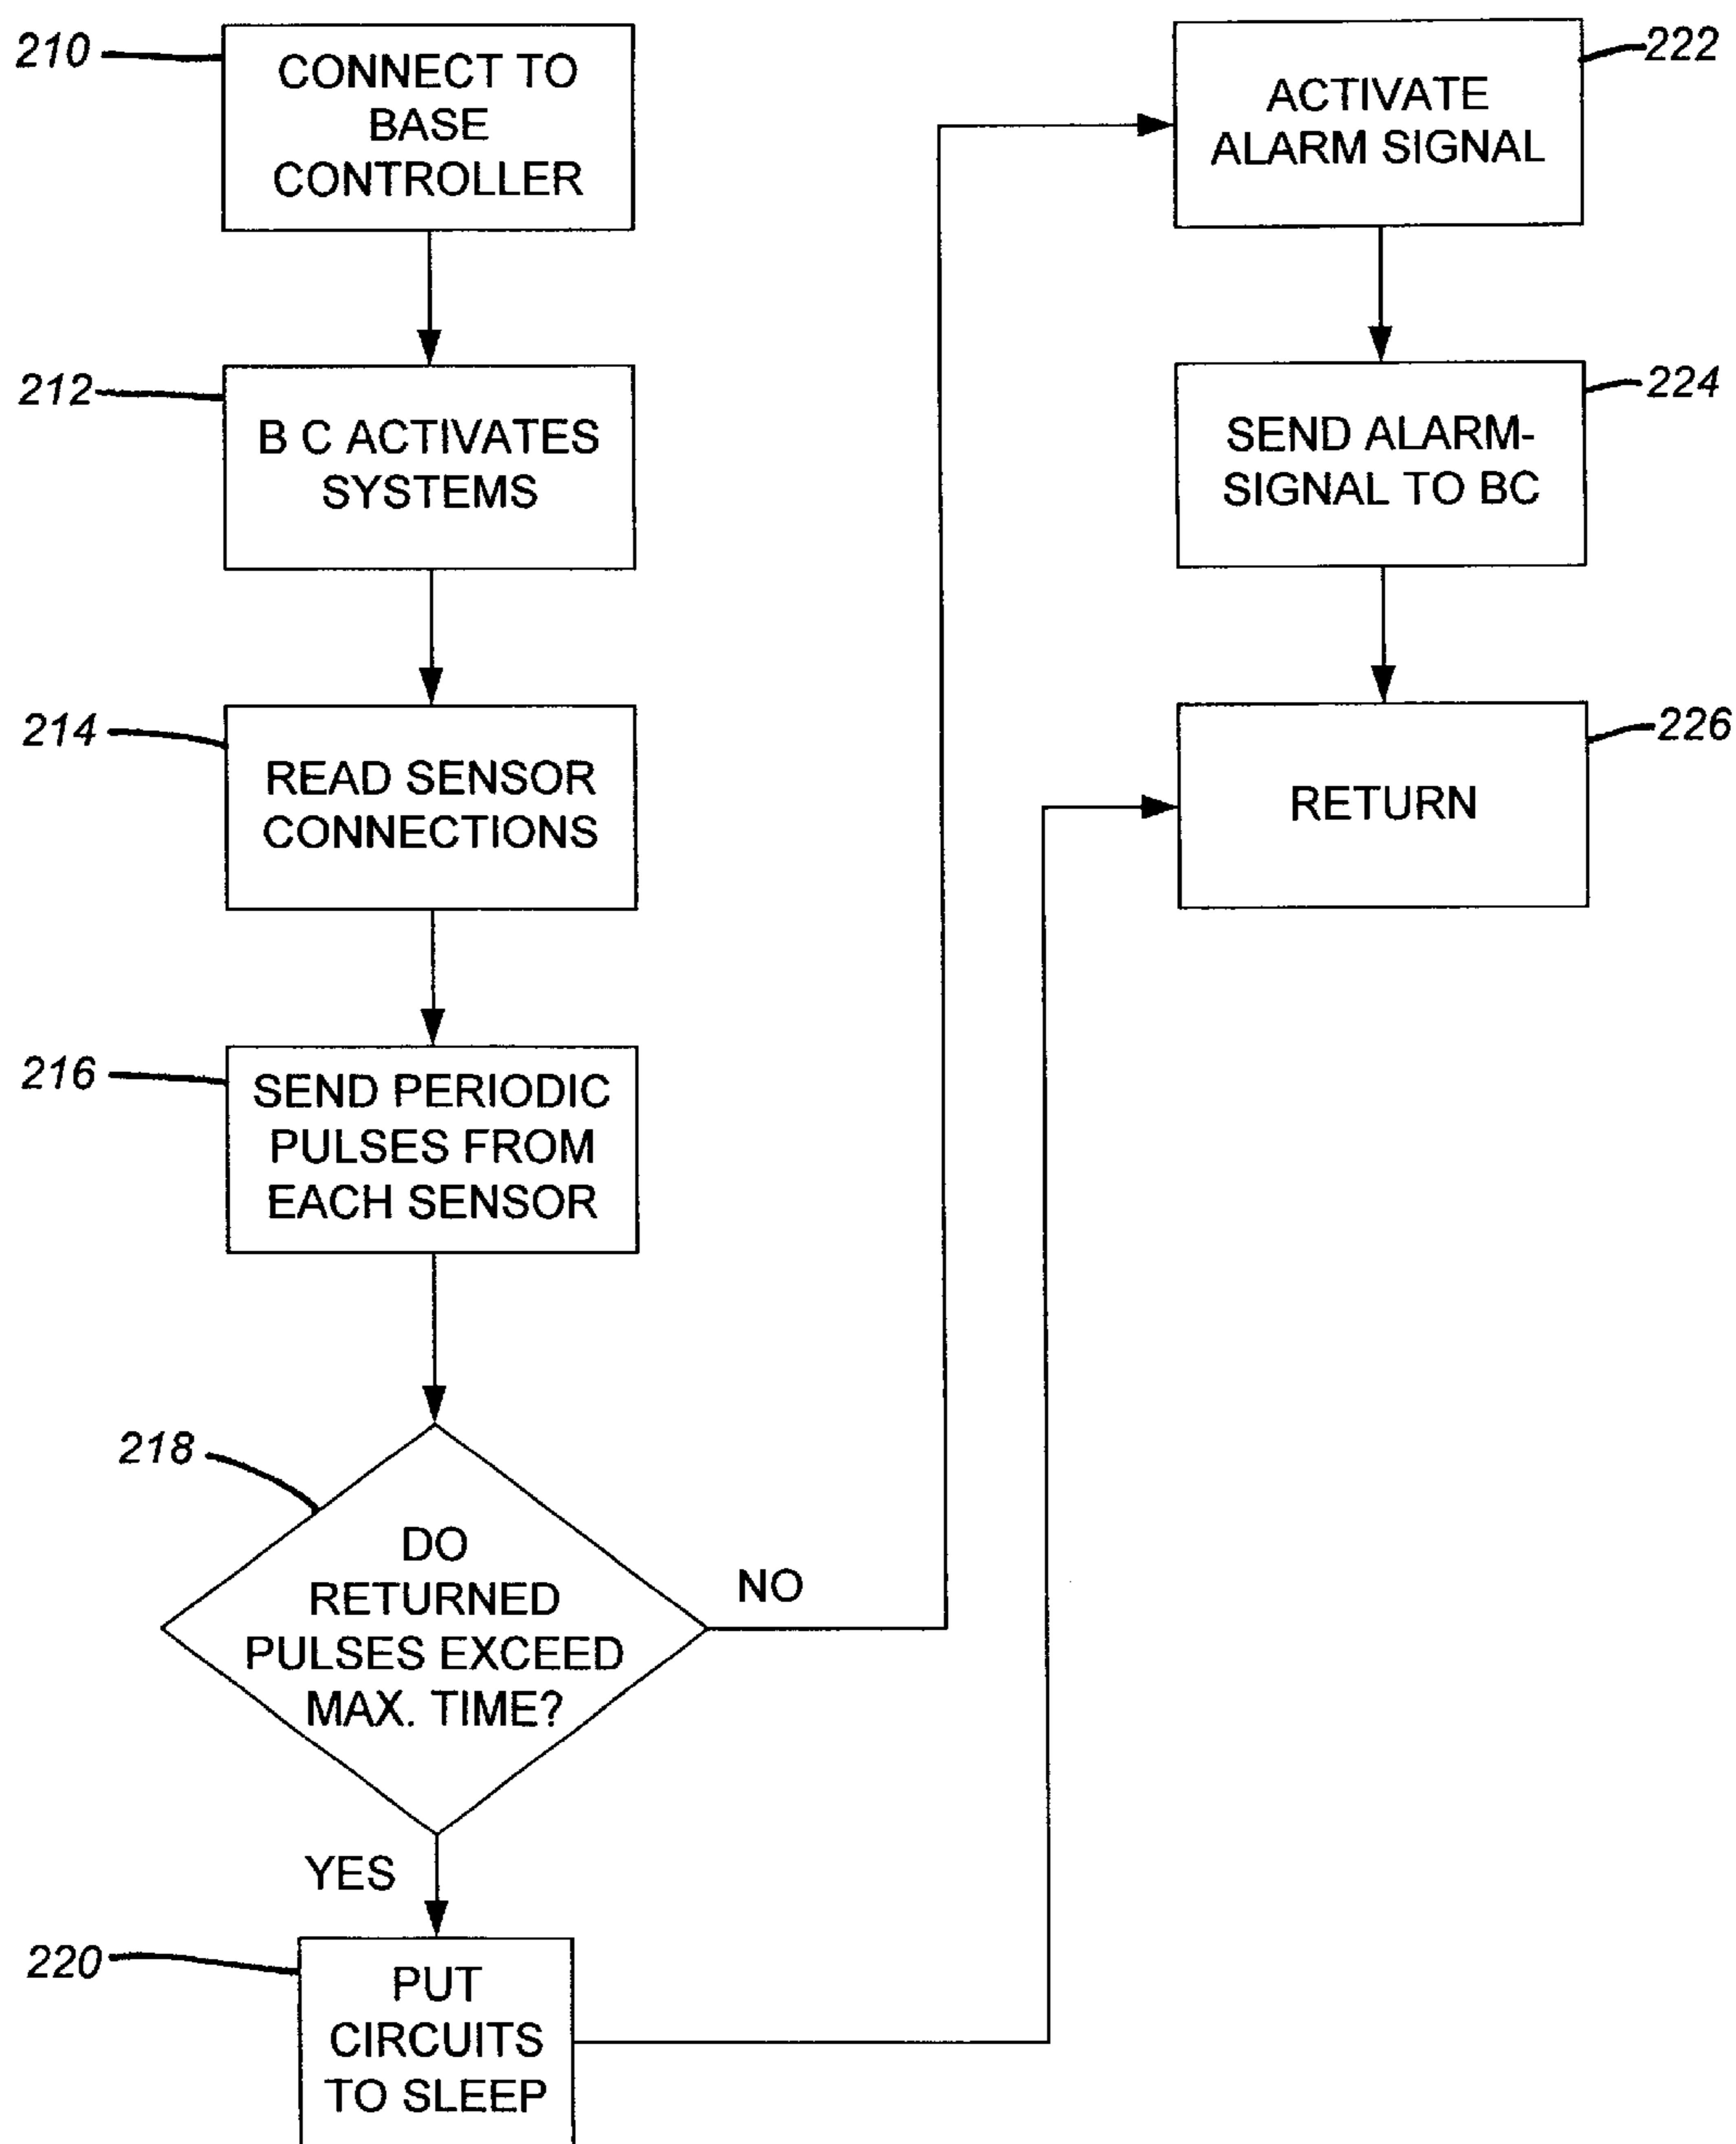 210
CONNECT TO
BASE
CONTROLLER
212
B C ACTIVATES
SYSTEMS
214
READ SENSOR
CONNECTIONS
216
SEND PERIODIC
PULSES FROM
EACH SENSOR
218
DO
RETURNED
PULSES EXCEED
MAX. TIME?
NO
YES
220
PUT
CIRCUITS
TO SLEEP
222
ACTIVATE
ALARM SIGNAL
224
SEND ALARM-
SIGNAL TO BC
226
RETURN